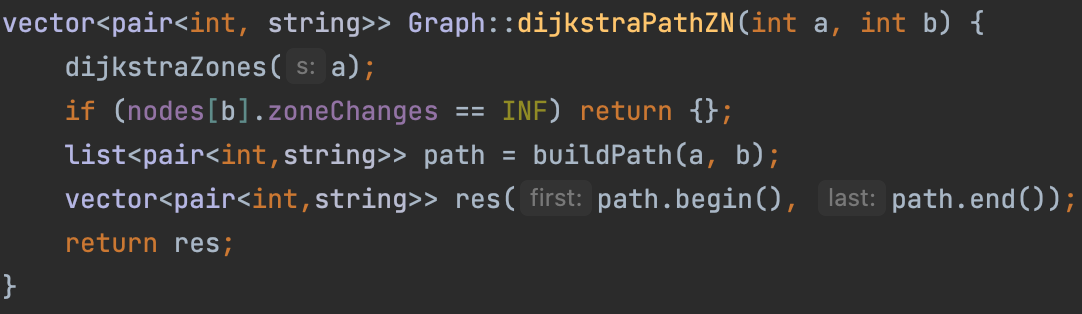 vector<pair<int, string>> Graph::dijkstraPathZN(int a, int b) {
    dijkstraZones( s: a);
    if (nodes[b].zoneChanges == INF) return {};
    list<pair<int,string>> path = buildPath(a, b);
    vector<pair<int,string>> res( first: path.begin(), last: path.end());
    return res;
}